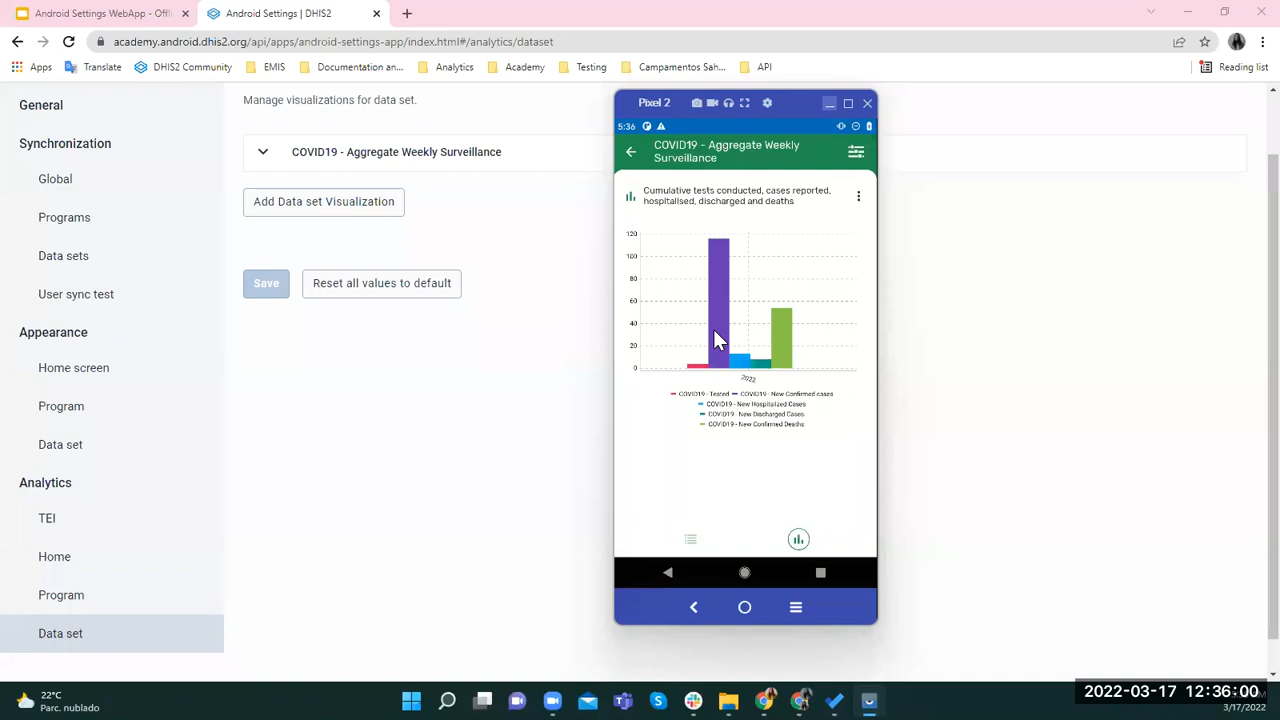 Android Settings WebApp - Offi
Android Settings | DHIS2
academy.android.dhis2.org/api/apps/android-settings-app/index.html#/analytics/dataset
Apps
Translate
DHIS2 Community
EMIS
Documentation an...
Analytics
Academy
Testing
Campamentos Sah...
API
Reading list
General
Synchronization
Global
Programs
Data sets
User sync test
Appearance
Home screen
Program
Data set
Analytics
TEI
Home
Program
Data set
Manage visualizations for data set.
COVID19 - Aggregate Weekly Surveillance
Add Data set Visualization
Save
Reset all values to default
Pixel 2
5:36
COVID19 - Aggregate Weekly
Surveillance
Cumulative tests conducted, cases reported,
hospitalised, discharged and deaths
120
100
80
60
40
20
0
2022
COVID19 - Tested
COVID19 - New Confirmed cases
COVID19 - New Hospitalized Cases
COVID19 - New Discharged Cases
COVID19 - New Confirmed Deaths
22°C
Parc. nublado
2022-03-17 12:36:00
3/17/2022